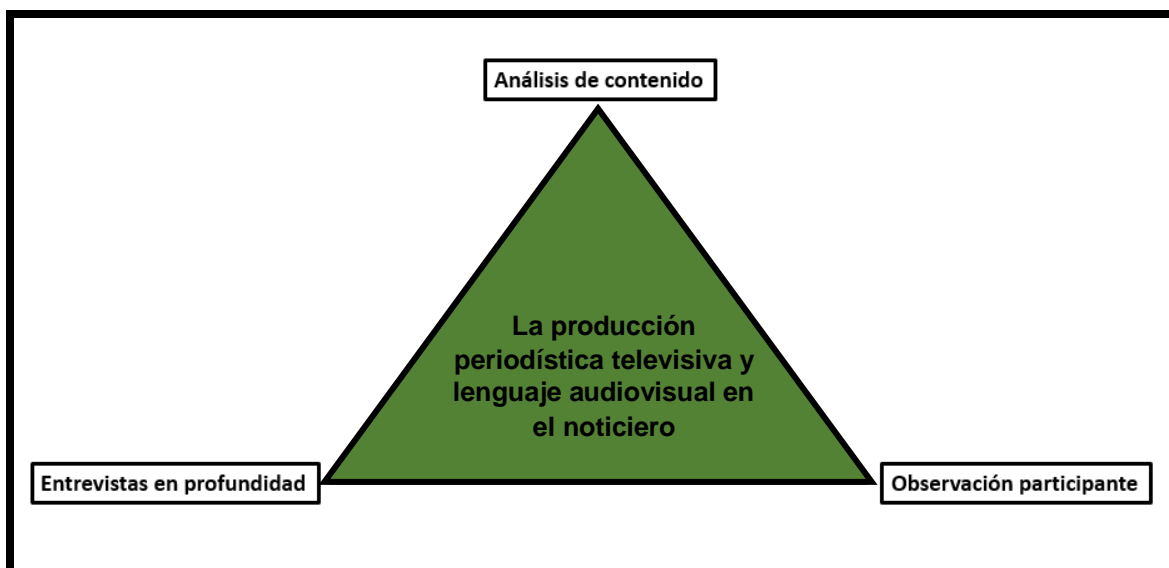 Análisis de contenido
La producción
periodística televisiva y
lenguaje audiovisual en
el noticiero
Entrevistas en profundidad
Observación participante